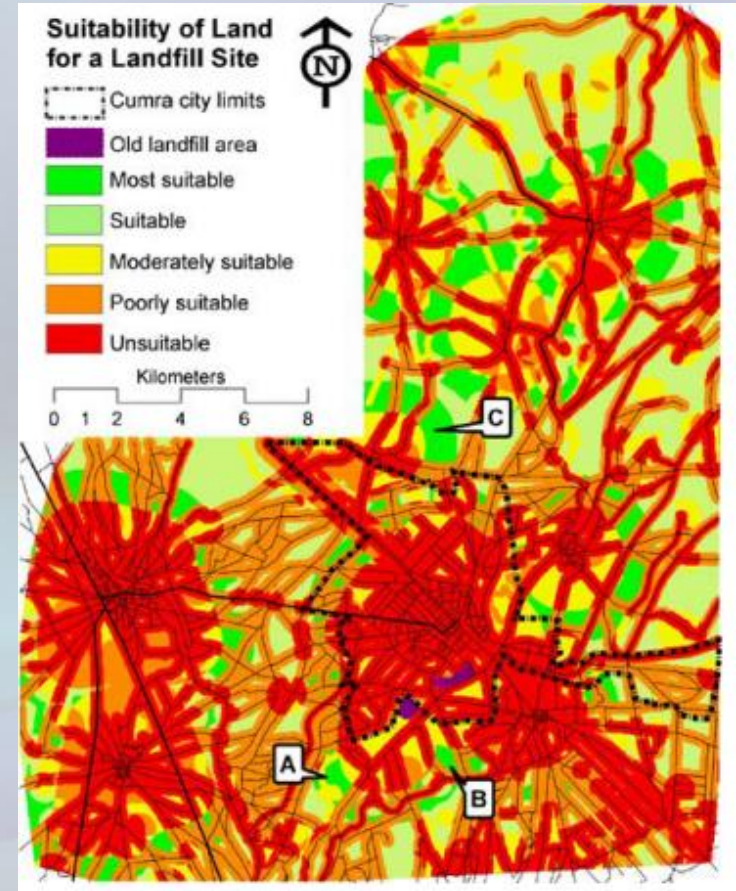 Suitability of Land
for a Landfill Site
N
Cumra city limits
Old landfill area
Most suitable
Suitable
Moderately suitable
Poorly suitable
Unsuitable
Kilometers
0 1 2 4 6 8
C
A
B